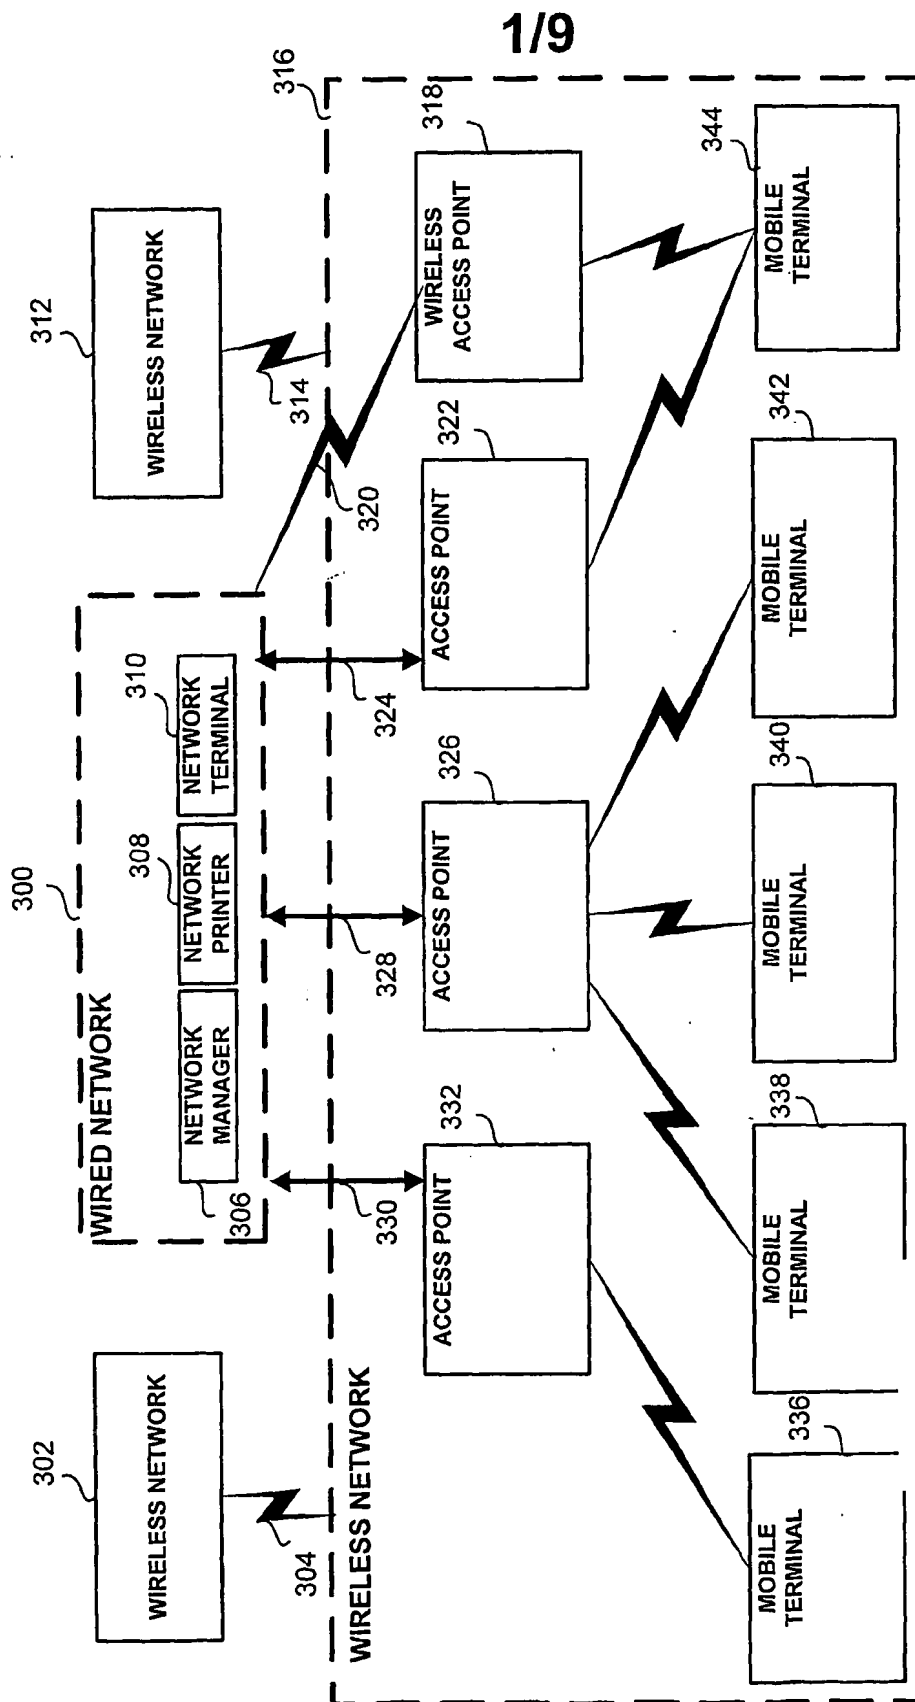 1/9
302
WIRELESS NETWORK
304
300
WIRED NETWORK
306
NETWORK
MANAGER
308
NETWORK
PRINTER
310
NETWORK
TERMINAL
312
WIRELESS NETWORK
314
316
WIRELESS NETWORK
330
328
324
320
332
ACCESS POINT
326
ACCESS POINT
322
ACCESS POINT
318
WIRELESS
ACCESS POINT
336
MOBILE
TERMINAL
338
MOBILE
TERMINAL
340
MOBILE
TERMINAL
342
MOBILE
TERMINAL
344
MOBILE
TERMINAL